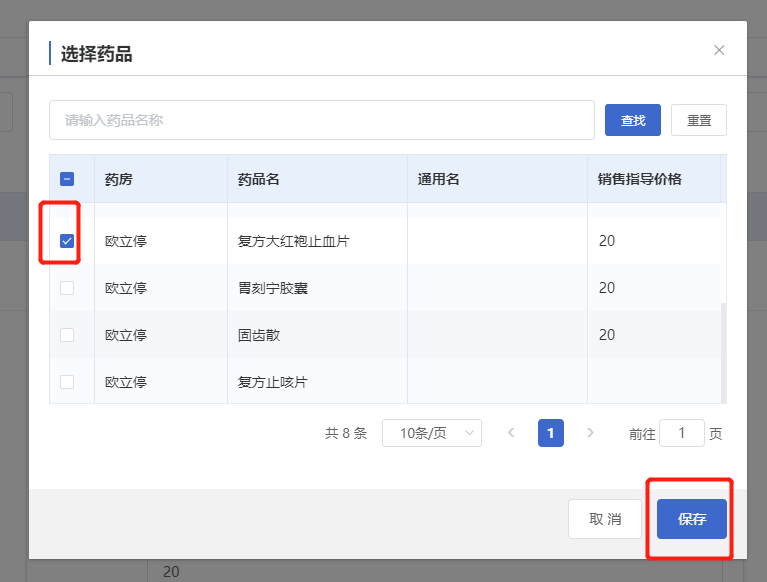 选择药品
请输入药品名称 查找 重置
药房 药品名 通用名 销售指导价格
欧立停 复方大红袍止血片 20
欧立停 胃刻宁胶囊 20
欧立停 固齿散 20
欧立停 复方止咳片
共 8 条 10条/页 1 前往 1 页
取 消 保存
20